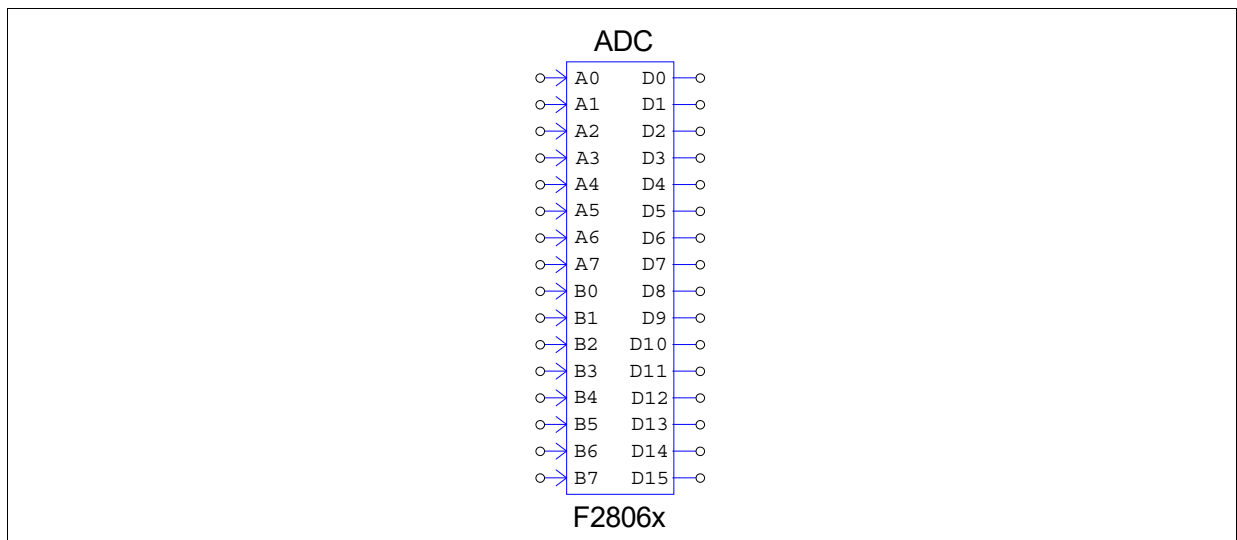 ADC
A0 D0
A1 D1
A2 D2
A3 D3
A4 D4
A5 D5
A6 D6
A7 D7
B0 D8
B1 D9
B2 D10
B3 D11
B4 D12
B5 D13
B6 D14
B7 D15
F2806x